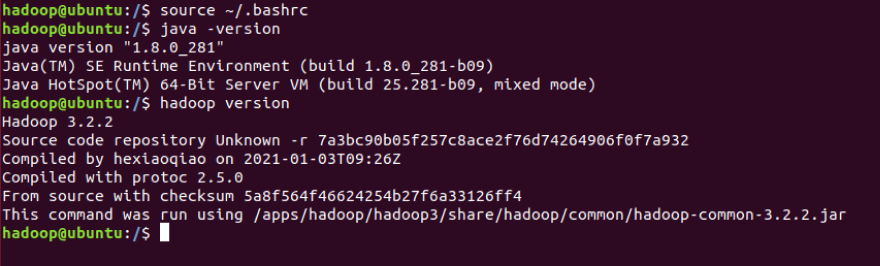 hadoop@ubuntu:/$ source ~/.bashrc
hadoop@ubuntu:/$ java -version
java version "1.8.0_281"
Java(TM) SE Runtime Environment (build 1.8.0_281-b09)
Java HotSpot(TM) 64-Bit Server VM (build 25.281-b09, mixed mode)
hadoop@ubuntu:/$ hadoop version
Hadoop 3.2.2
Source code repository Unknown -r 7a3bc90b05f257c8ace2f76d74264906f0f7a932
Compiled by hexiaoqiao on 2021-01-03T09:26Z
Compiled with protoc 2.5.0
From source with checksum 5a8f564f46624254b27f6a33126ff4
This command was run using /apps/hadoop/hadoop3/share/hadoop/common/hadoop-common-3.2.2.jar
hadoop@ubuntu:/$